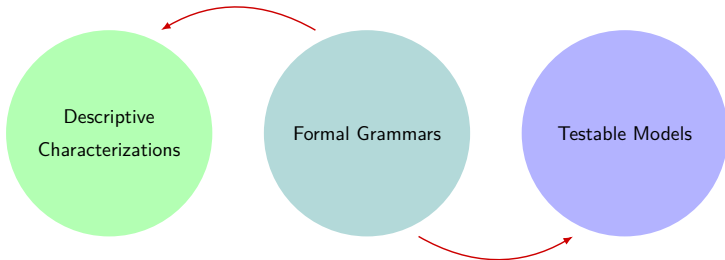 Descriptive
Characterizations
Formal Grammars
Testable Models